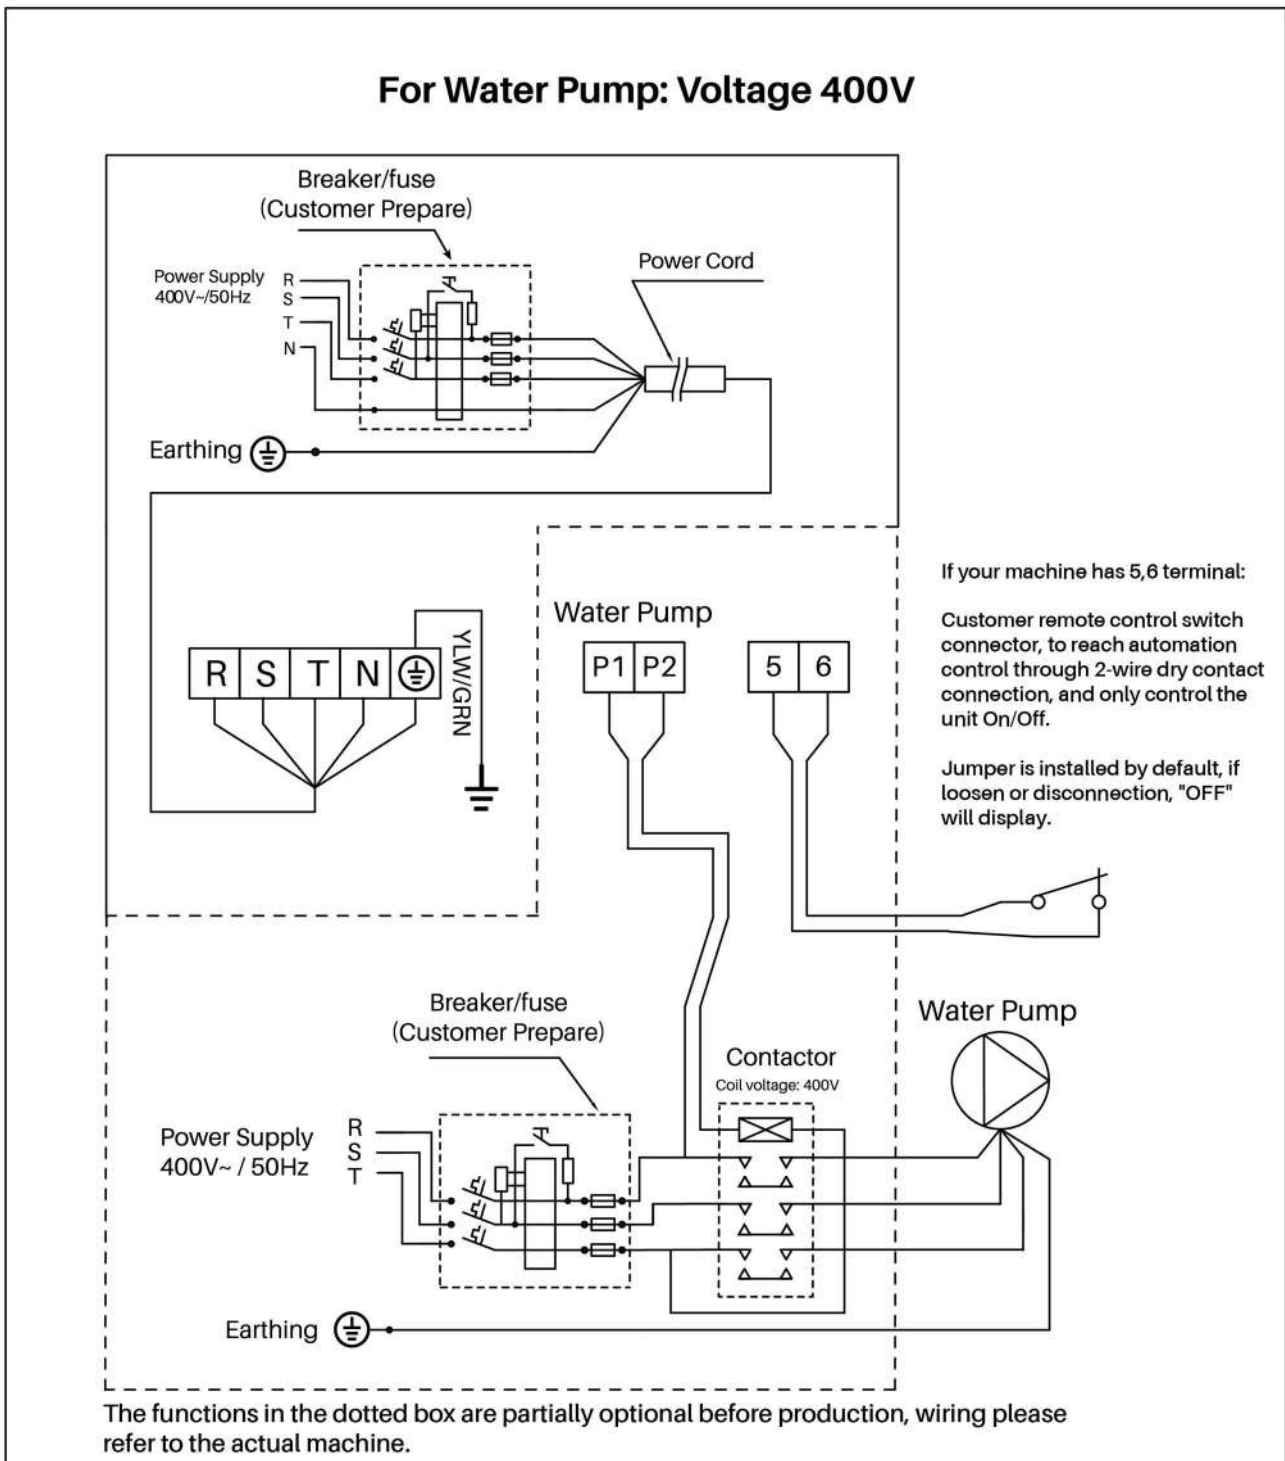 For Water Pump: Voltage 400V
Breaker/fuse
(Customer Prepare)
Power Cord
Power Supply
400V~/50Hz
R
S
T
N
Earthing
R S T N
YLW/GRN
Water Pump
P1 P2
5 6
If your machine has 5,6 terminal:
Customer remote control switch
connector, to reach automation
control through 2-wire dry contact
connection, and only control the
unit On/Off.
Jumper is installed by default, if
loosen or disconnection, "OFF"
will display.
Breaker/fuse
(Customer Prepare)
Water Pump
Contactor
Coil voltage: 400V
Power Supply
400V~ / 50Hz
R
S
T
Earthing
The functions in the dotted box are partially optional before production, wiring please
refer to the actual machine.